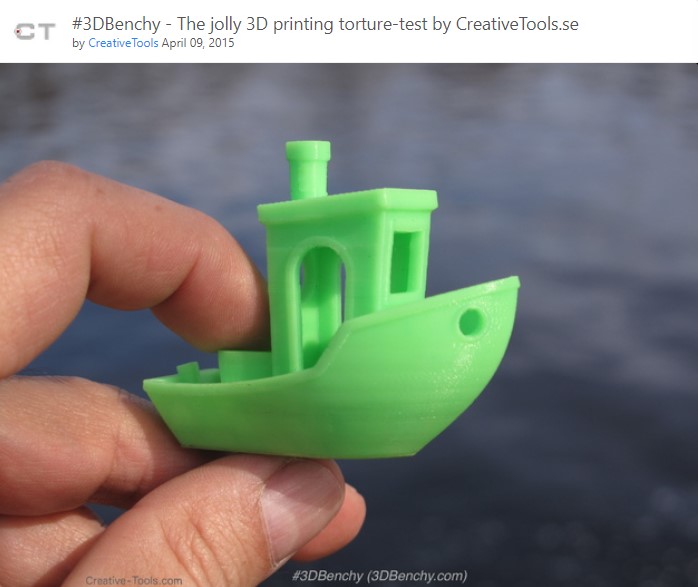 CT
#3DBenchy - The jolly 3D printing torture-test by CreativeTools.se
by CreativeTools April 09, 2015
Creative-Tools.com
#3DBenchy (3DBenchy.com)